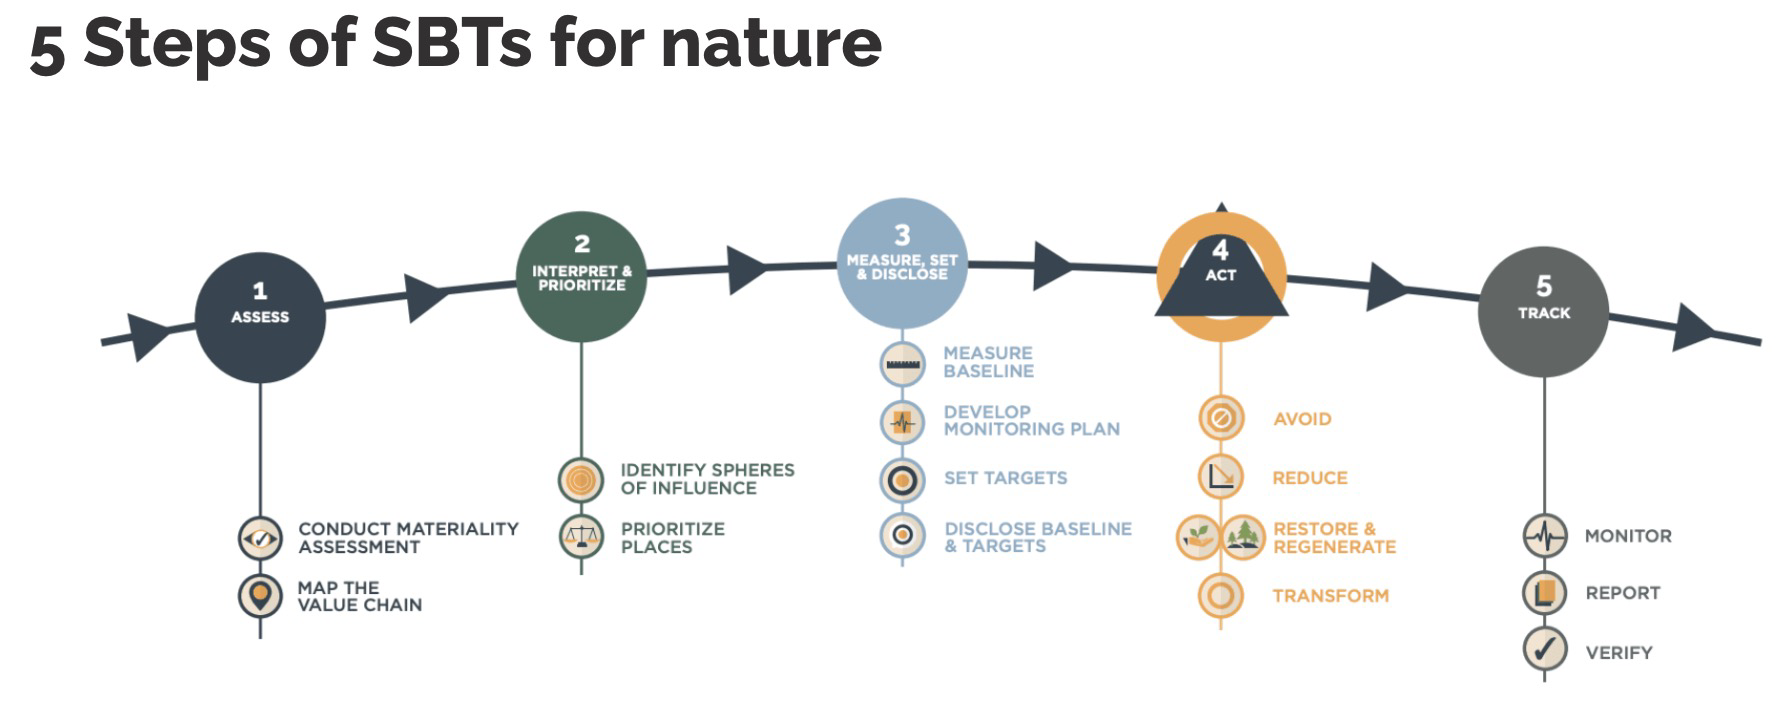 5 Steps of SBTs for nature
1
ASSESS
CONDUCT MATERIALITY
ASSESSMENT
MAP THE
VALUE CHAIN
2
INTERPRET &
PRIORITIZE
IDENTIFY SPHERES
OF INFLUENCE
PRIORITIZE
PLACES
3
MEASURE, SET
& DISCLOSE
MEASURE
BASELINE
DEVELOP
MONITORING PLAN
SET TARGETS
DISCLOSE BASELINE
& TARGETS
4
ACT
AVOID
REDUCE
RESTORE &
REGENERATE
TRANSFORM
5
TRACK
MONITOR
REPORT
VERIFY